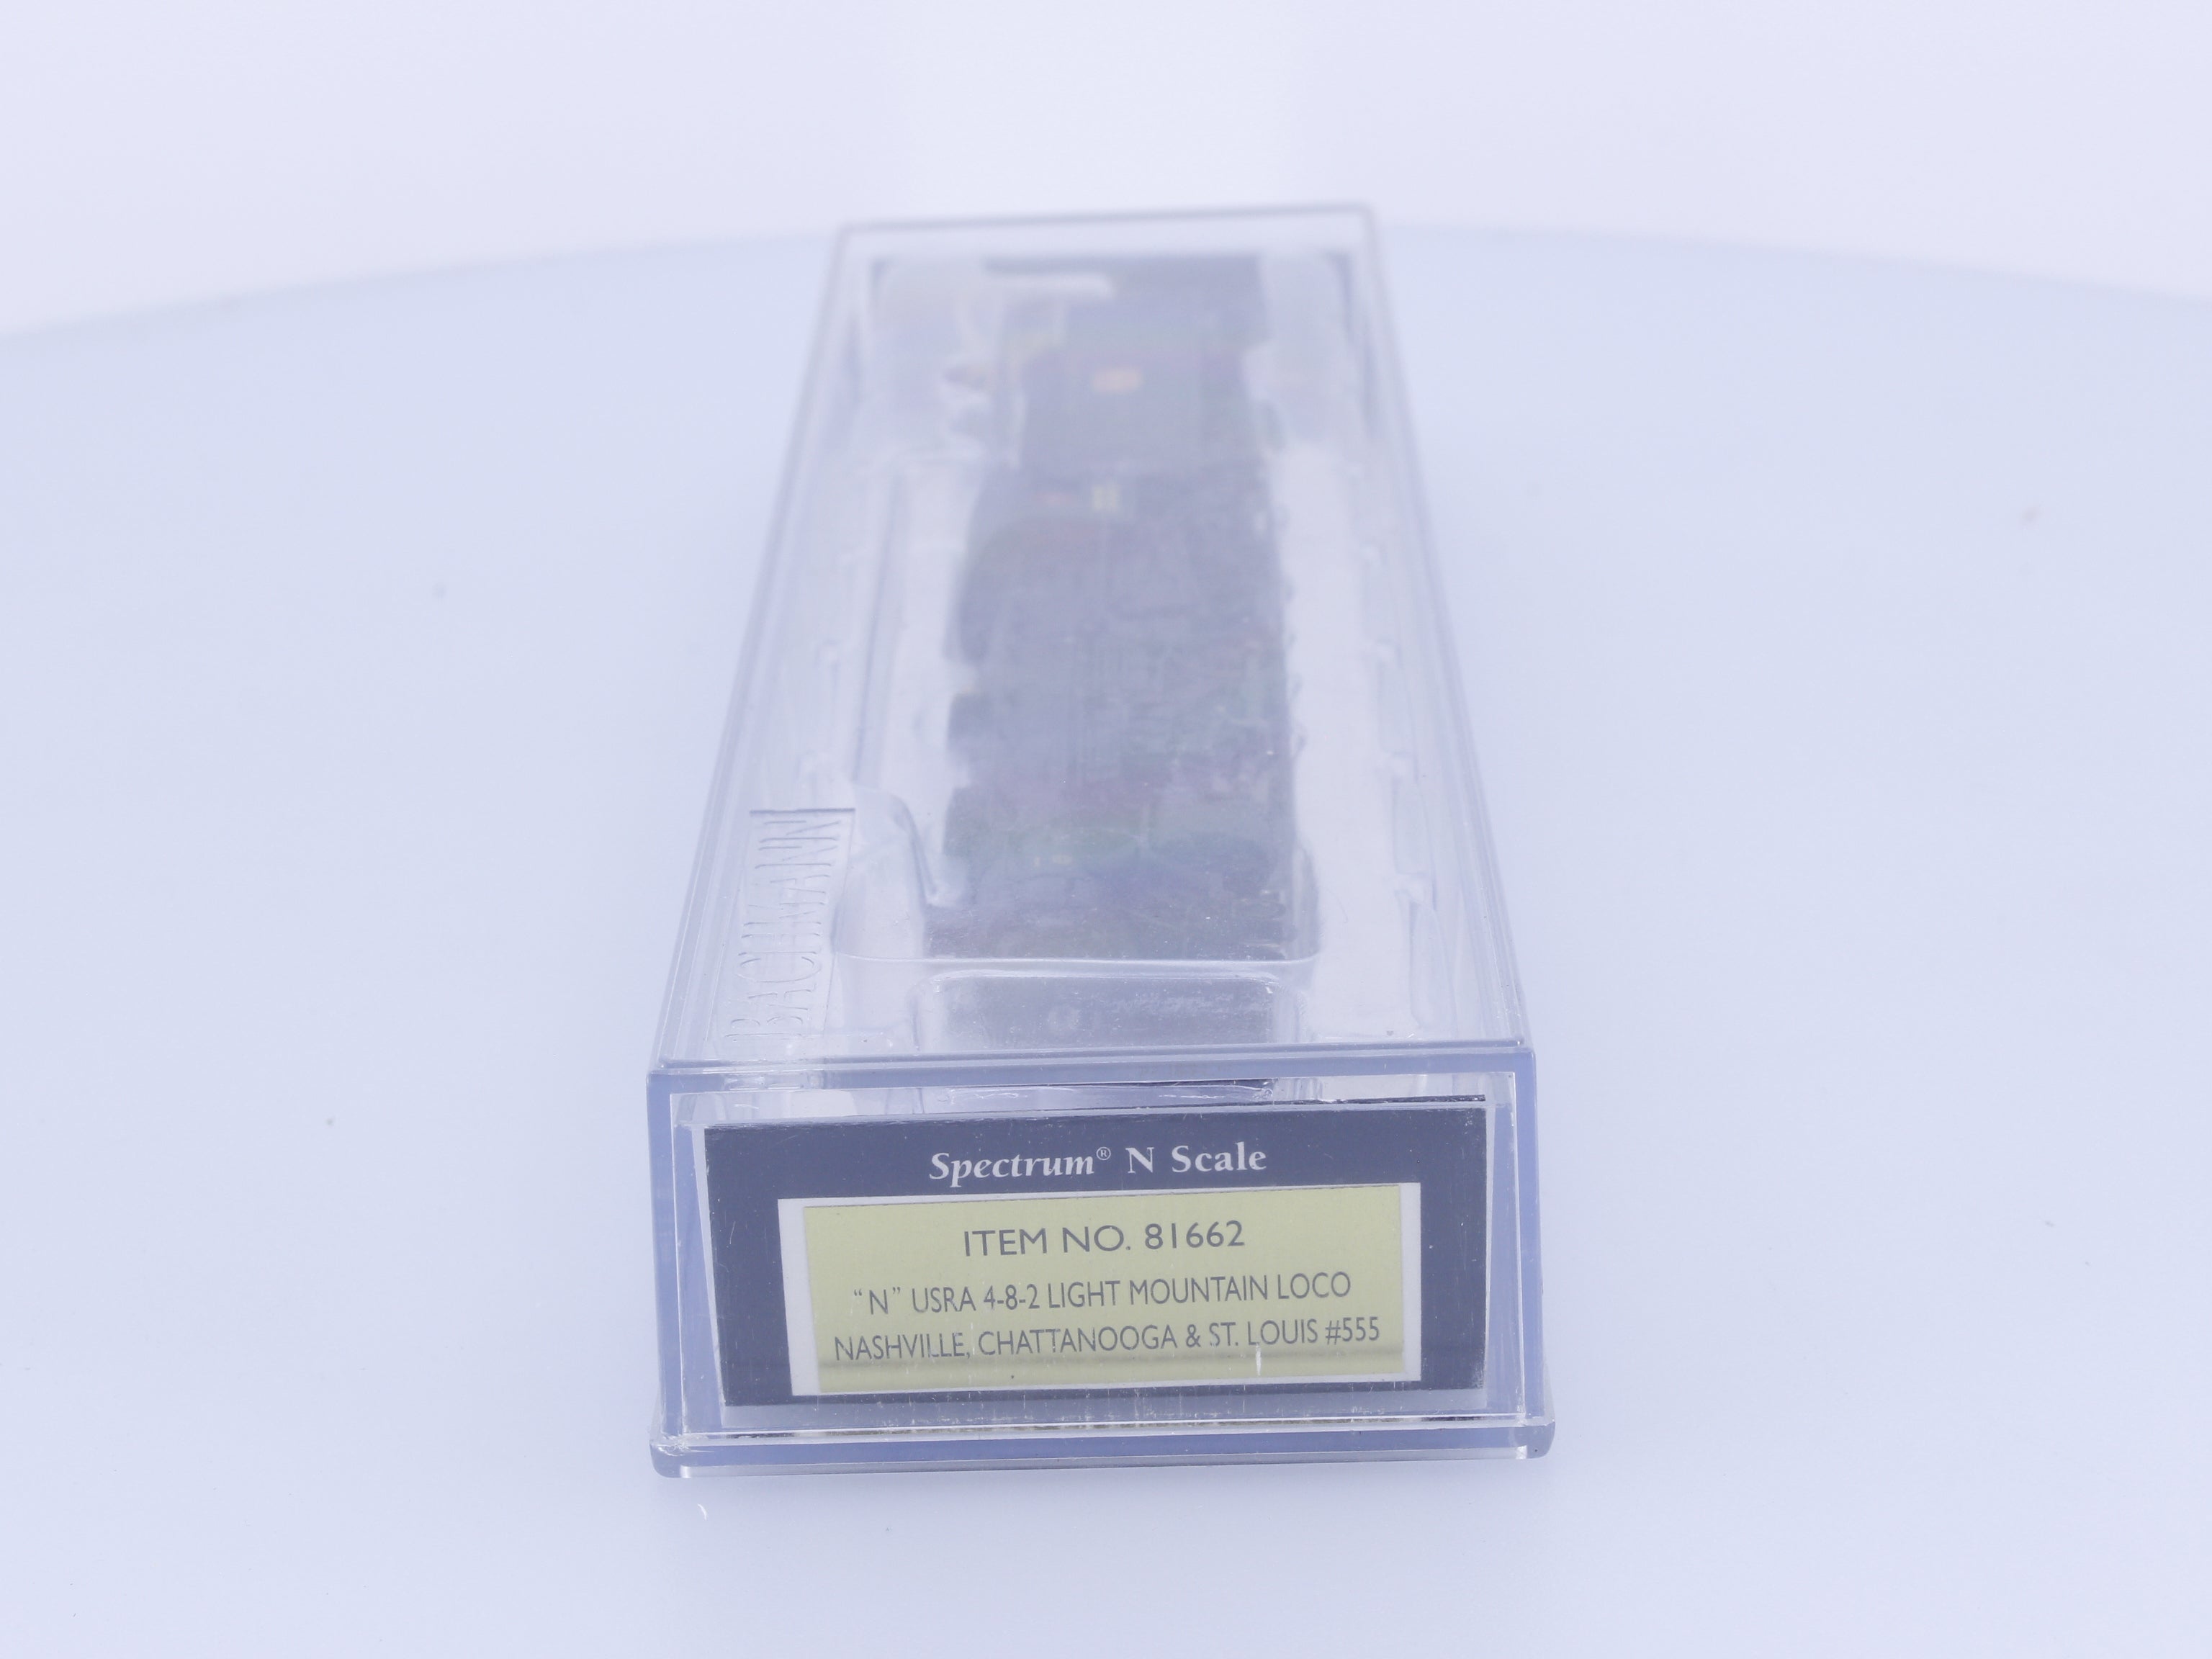 BACHMANN
Spectrum® N Scale
ITEM NO. 81662
“N” USRA 4-8-2 LIGHT MOUNTAIN LOCO
NASHVILLE, CHATTANOOGA & ST. LOUIS #555